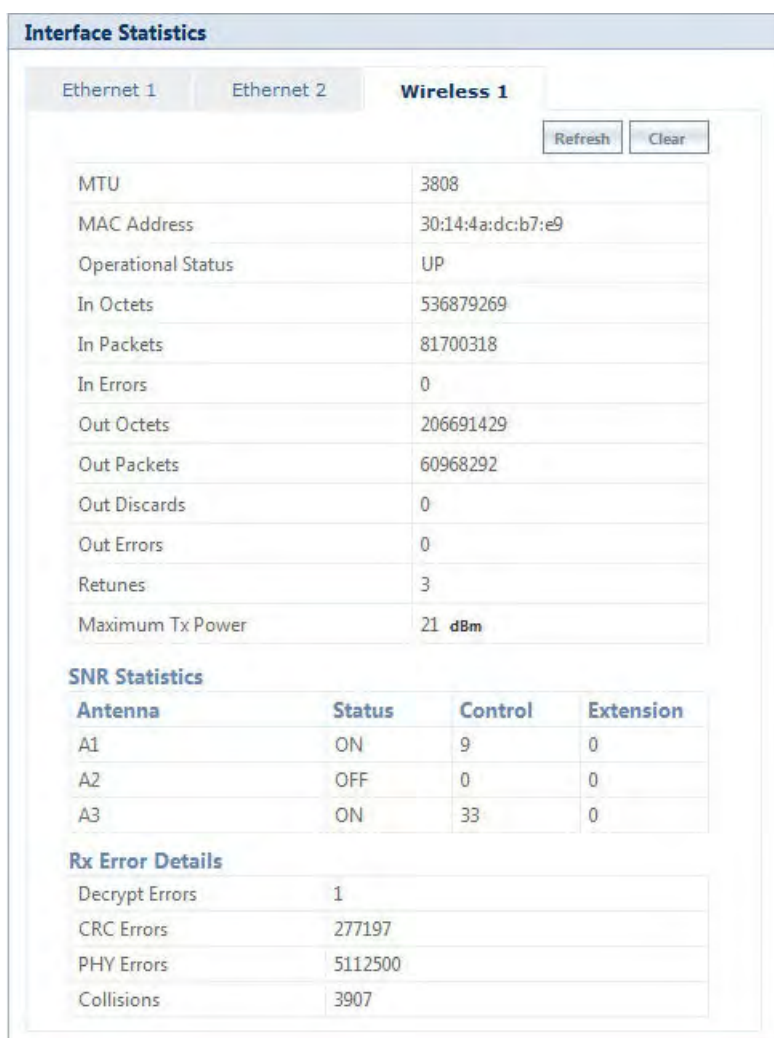 Interface Statistics
Ethernet 1 Ethernet 2 Wireless 1
Refresh Clear
MTU 3808
MAC Address 30:14:4a:dc:b7:e9
Operational Status UP
In Octets 536879269
In Packets 81700318
In Errors 0
Out Octets 206691429
Out Packets 60968292
Out Discards 0
Out Errors 0
Retunes 3
Maximum Tx Power 21 dBm
SNR Statistics
Antenna Status Control Extension
A1 ON 9 0
A2 OFF 0 0
A3 ON 33 0
Rx Error Details
Decrypt Errors 1
CRC Errors 277197
PHY Errors 5112500
Collisions 3907